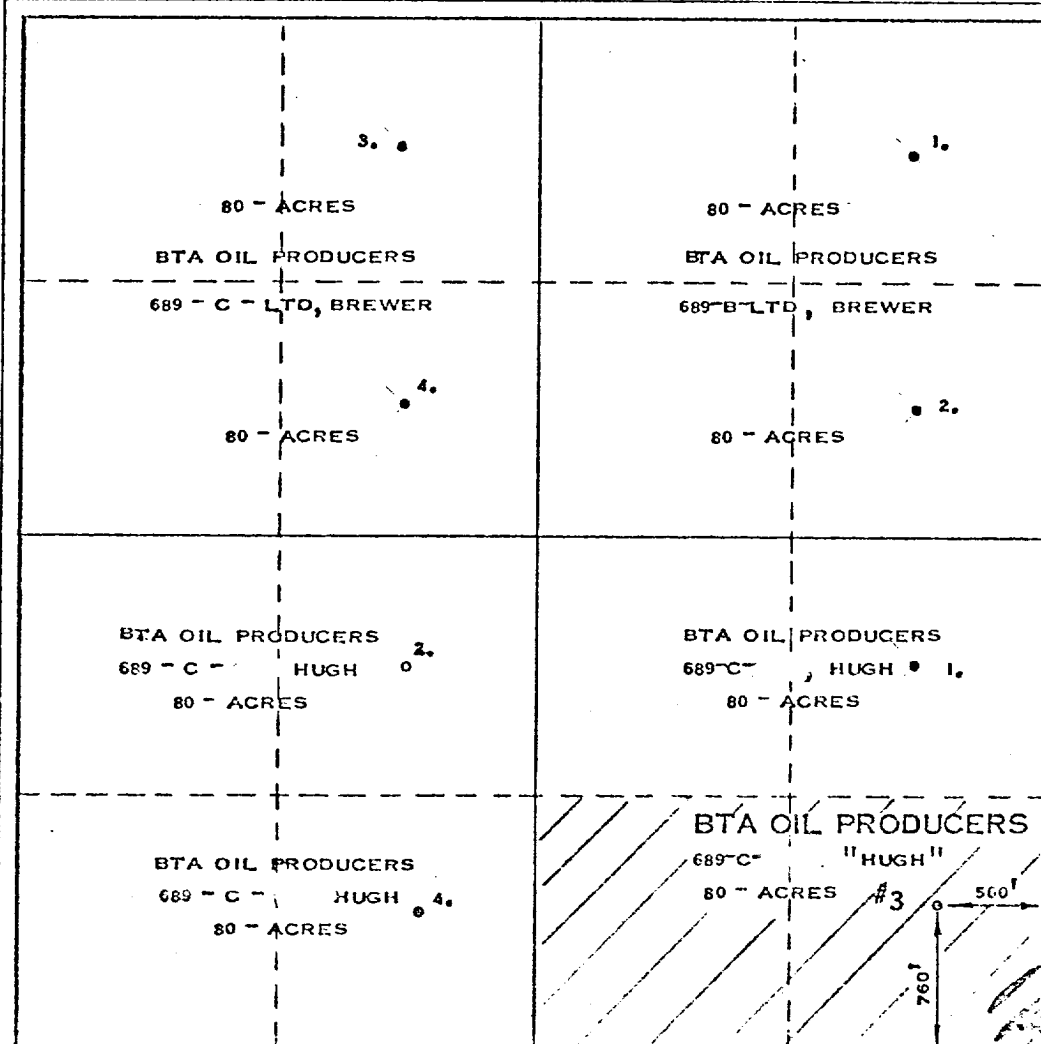 3.
80 - ACRES
BTA OIL PRODUCERS
689 - C - LTD, BREWER
4.
80 - ACRES
1.
80 - ACRES
BTA OIL PRODUCERS
689-B-LTD, BREWER
2.
80 - ACRES
BTA OIL PRODUCERS
2.
689 - C - HUGH
80 - ACRES
BTA OIL PRODUCERS
689-C- , HUGH 1.
80 - ACRES
BTA OIL PRODUCERS
689 - C - HUGH 4.
80 - ACRES
BTA OIL PRODUCERS
689-C- "HUGH"
80 - ACRES #3 560'
760'